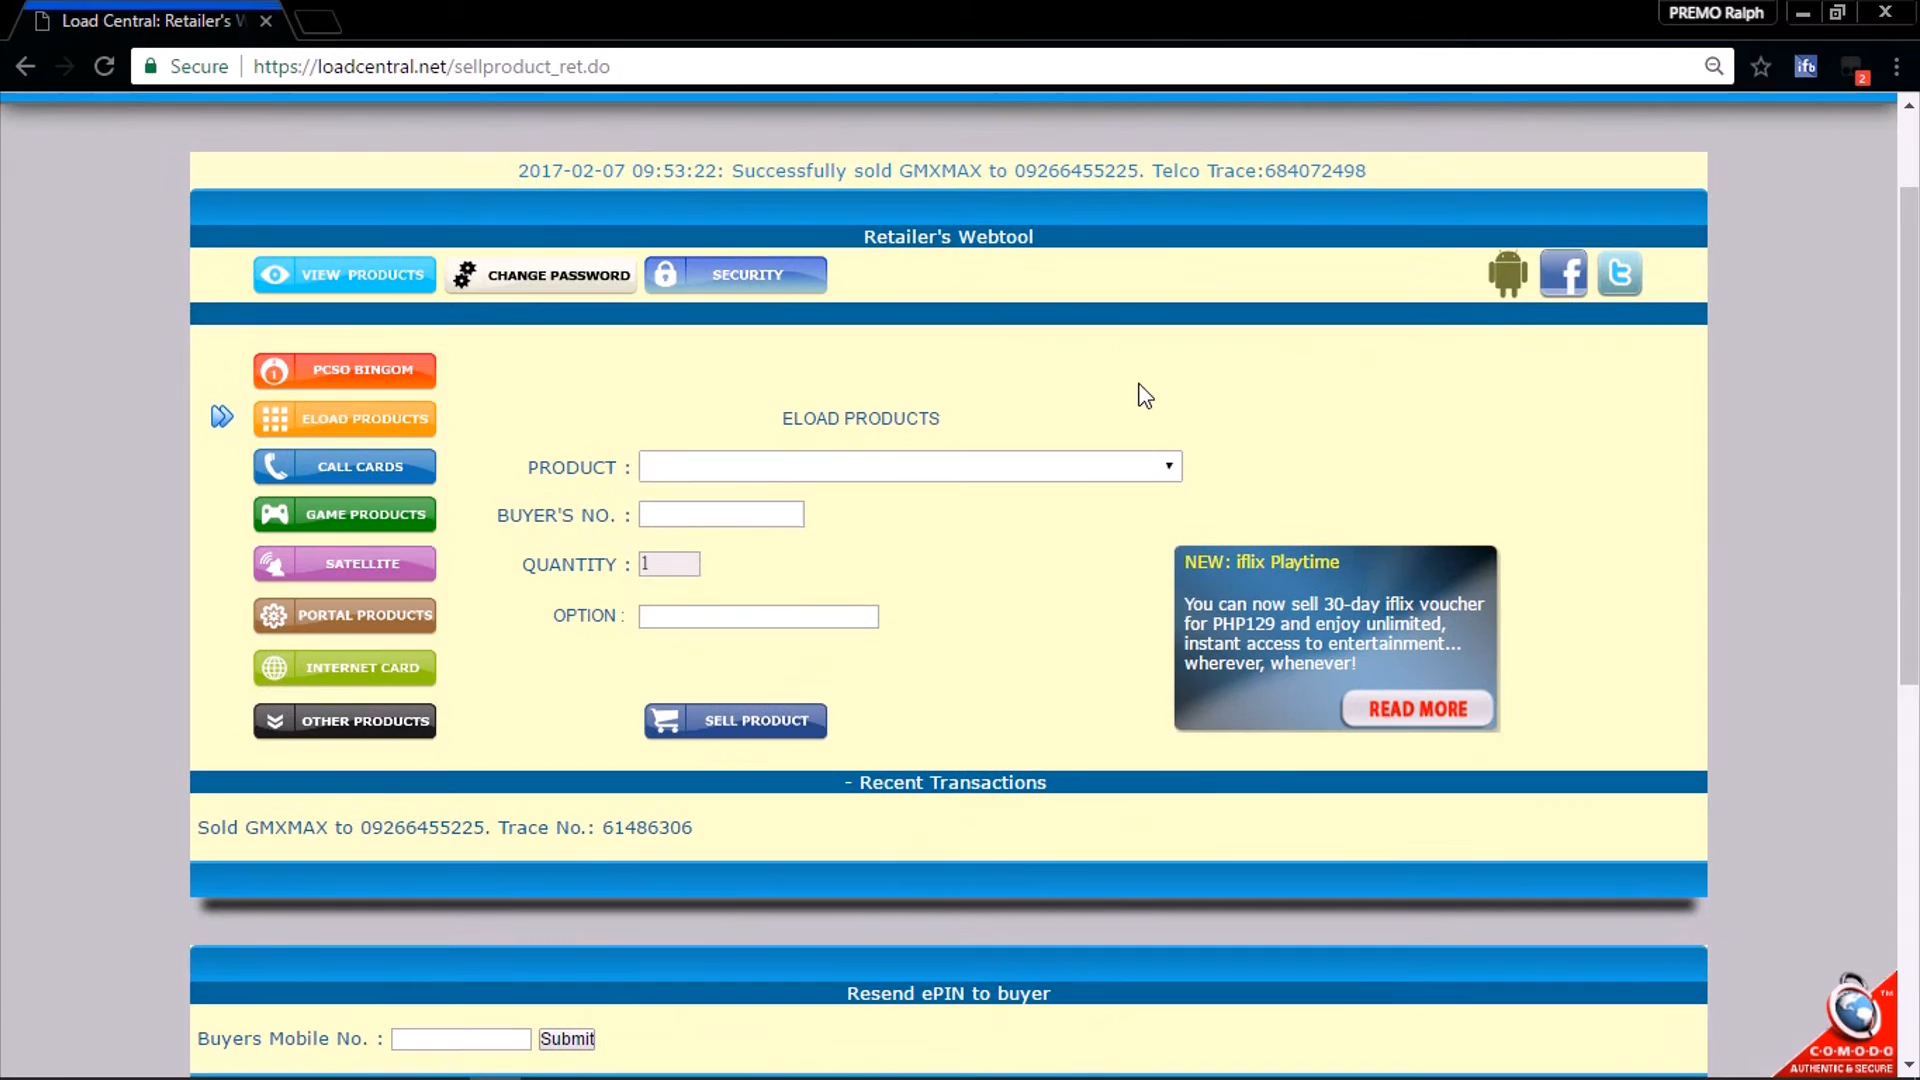 Load Central: Retailer's W
PREMO Ralph
Secure https://loadcentral.net/sellproduct_ret.do
ifb
2
2017-02-07 09:53:22: Successfully sold GMXMAX to 09266455225. Telco Trace:684072498
Retailer's Webtool
VIEW PRODUCTS
CHANGE PASSWORD
SECURITY
PCSO BINGOM
ELOAD PRODUCTS
CALL CARDS
GAME PRODUCTS
SATELLITE
PORTAL PRODUCTS
INTERNET CARD
OTHER PRODUCTS
ELOAD PRODUCTS
PRODUCT :
BUYER'S NO. :
QUANTITY : 1
OPTION :
SELL PRODUCT
NEW: iflix Playtime
You can now sell 30-day iflix voucher
for PHP129 and enjoy unlimited,
instant access to entertainment...
wherever, whenever!
READ MORE
- Recent Transactions
Sold GMXMAX to 09266455225. Trace No.: 61486306
Resend ePIN to buyer
Buyers Mobile No. : Submit
TM
C·O·M·O·D·O
AUTHENTIC & SECURE